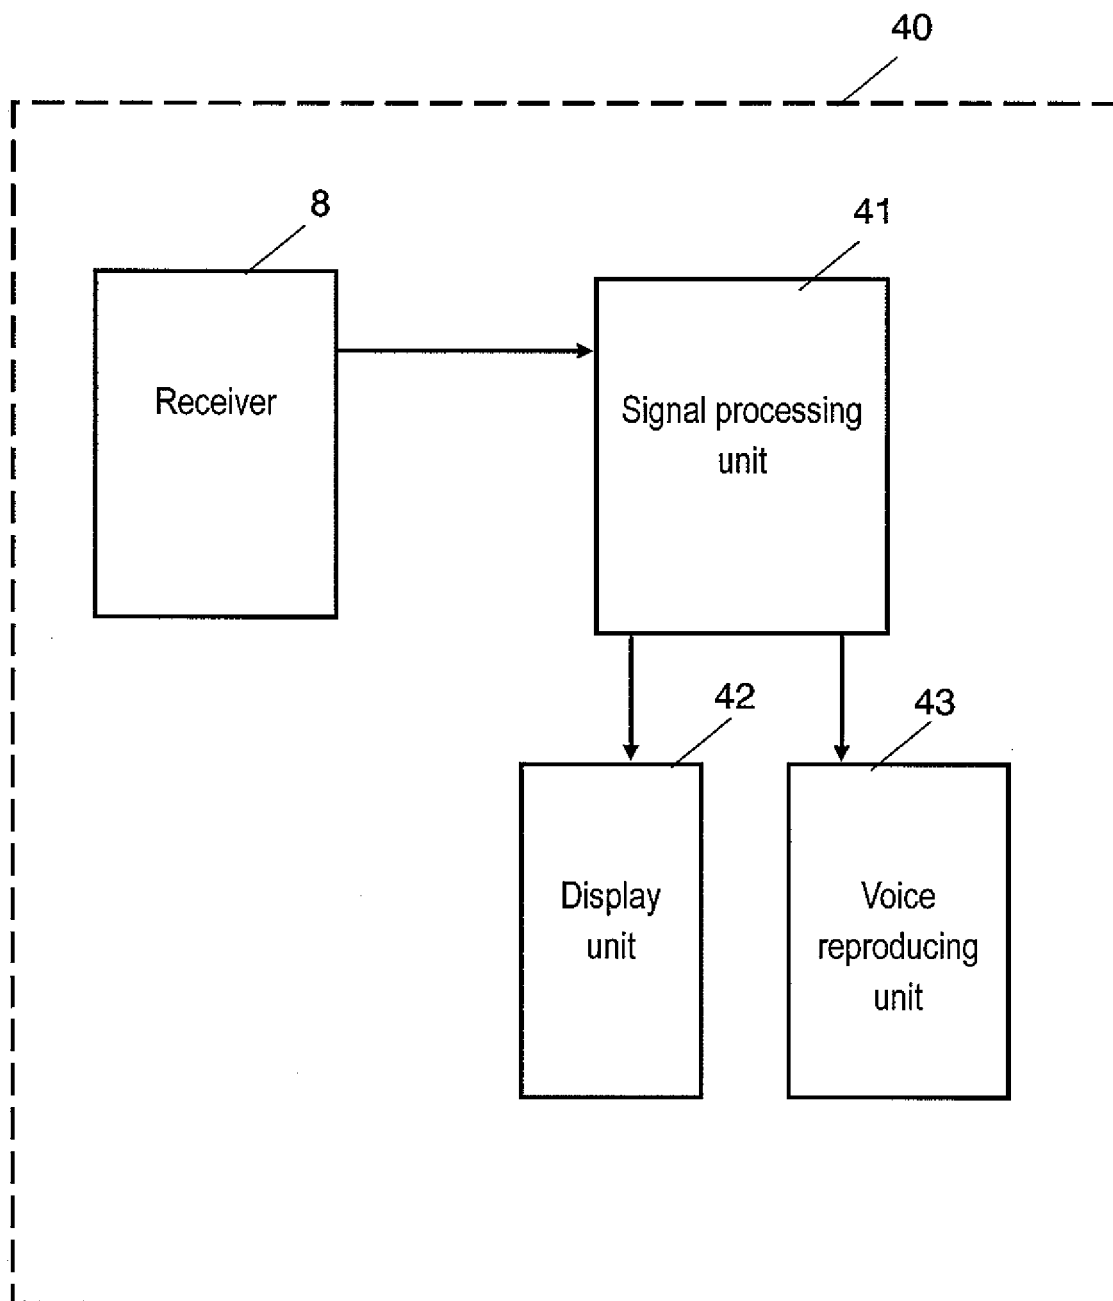 40
8
41
Receiver
Signal processing
unit
42
43
Display
unit
Voice
reproducing
unit